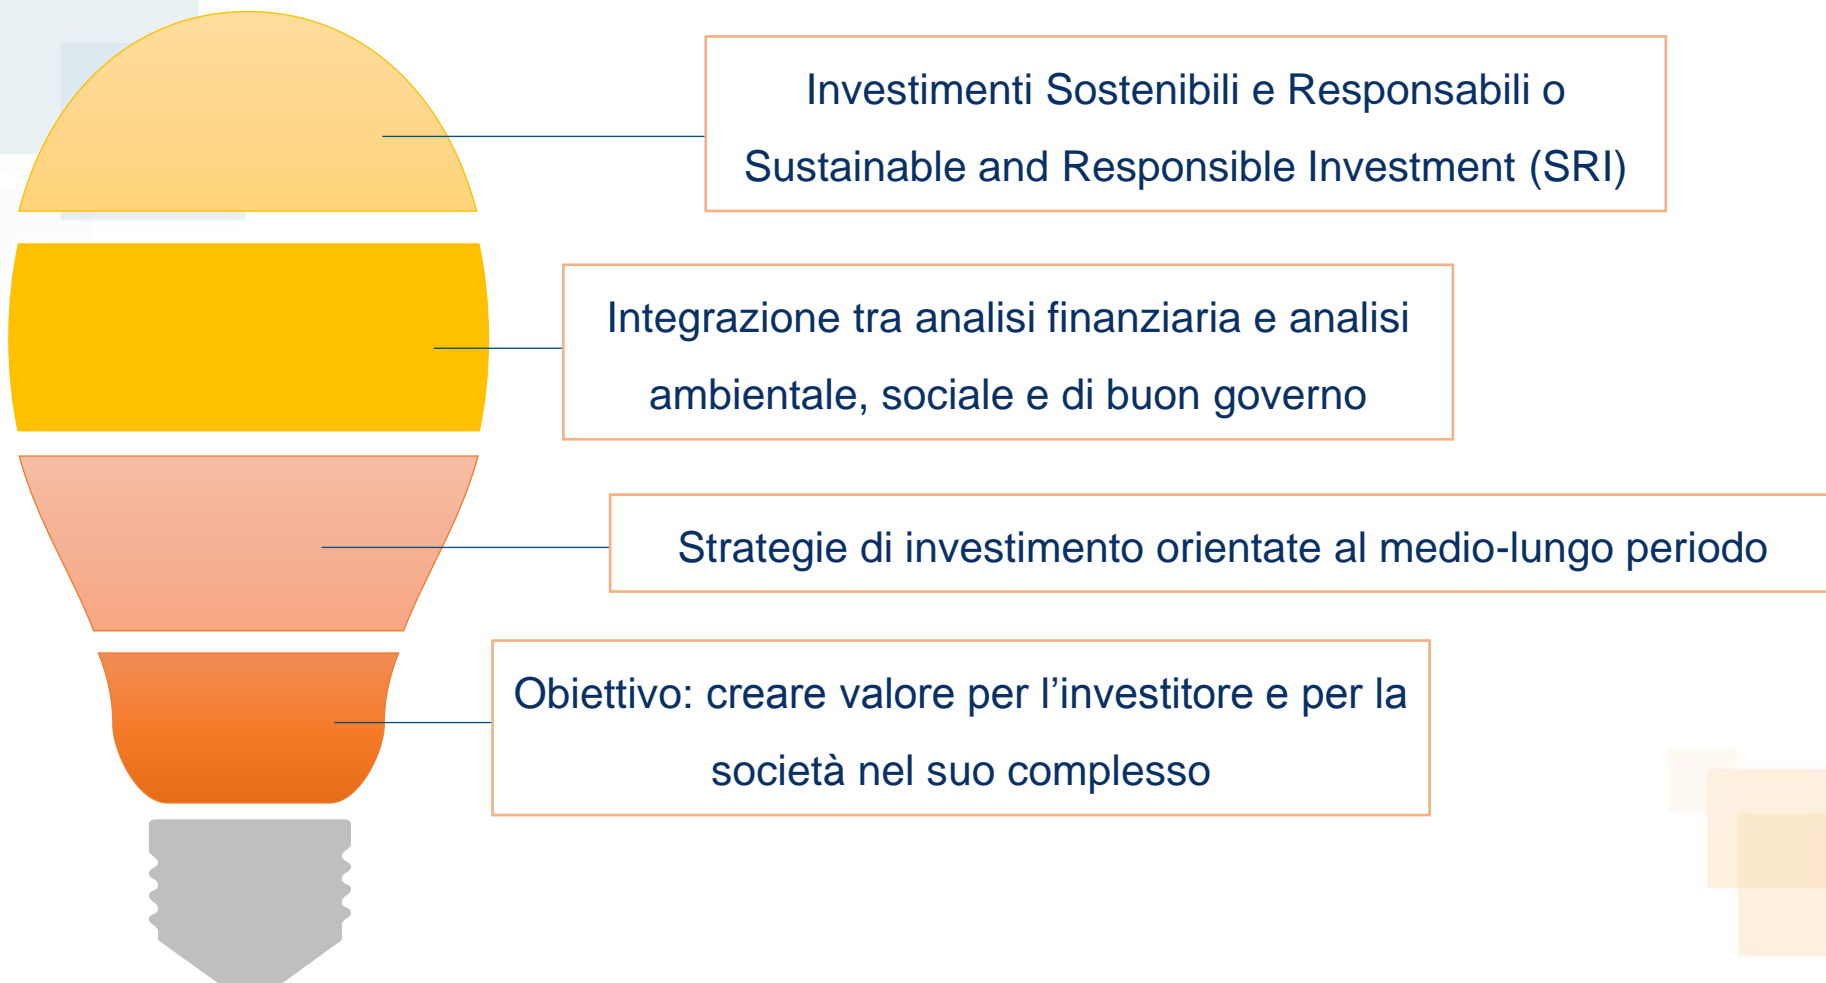 Investimenti Sostenibili e Responsabili o
Sustainable and Responsible Investment (SRI)
Integrazione tra analisi finanziaria e analisi
ambientale, sociale e di buon governo
Strategie di investimento orientate al medio-lungo periodo
Obiettivo: creare valore per l’investitore e per la
società nel suo complesso